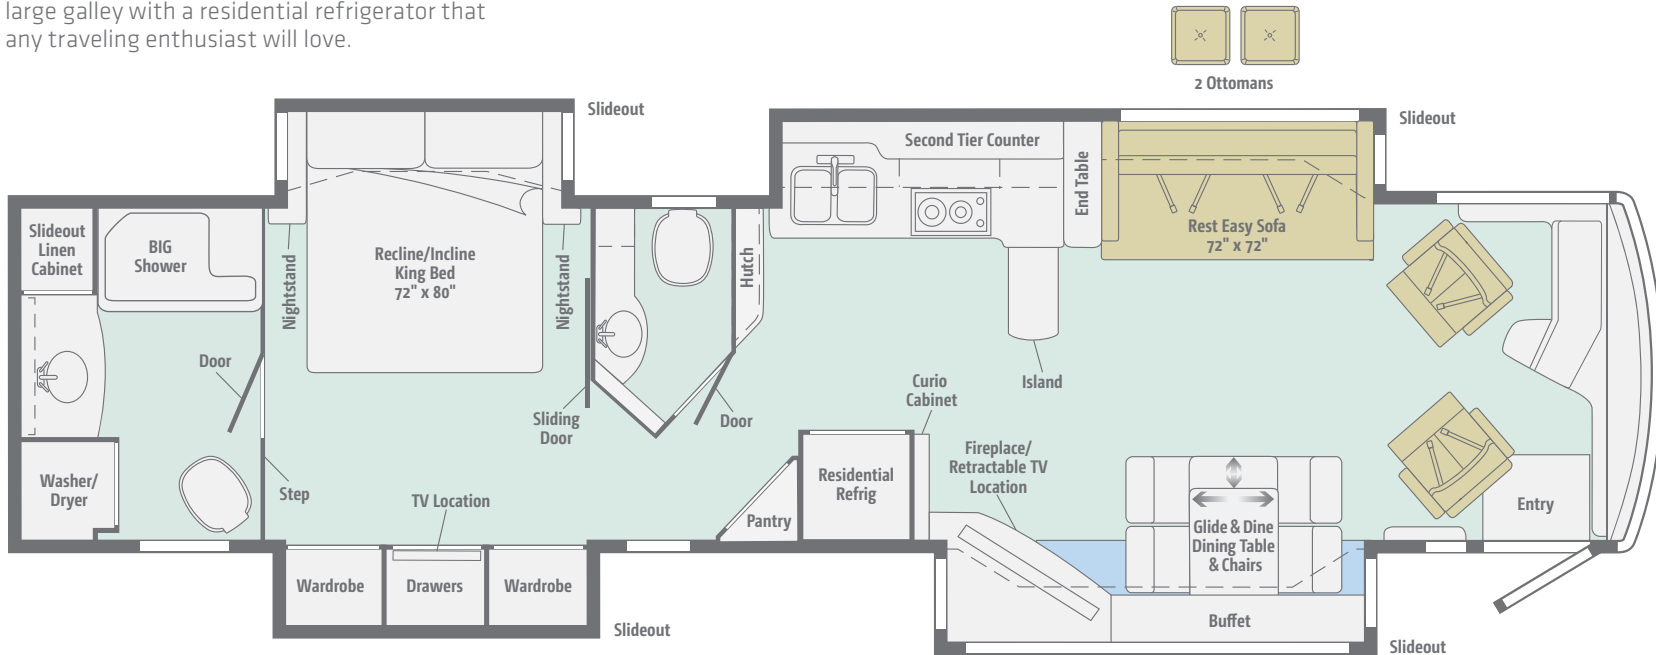 large galley with a residential refrigerator that
any traveling enthusiast will love.
2 Ottomans
Slideout
Slideout
Second Tier Counter
End Table
Rest Easy Sofa
72" x 72"
Slideout
Linen
Cabinet
BIG
Shower
Nightstand
Recline/Incline
King Bed
72" x 80"
Nightstand
Hutch
Door
Sliding
Door
Door
Island
Curio
Cabinet
Fireplace/
Retractable TV
Location
Washer/
Dryer
Step
TV Location
Pantry
Residential
Refrig
Glide & Dine
Dining Table
& Chairs
Entry
Wardrobe
Drawers
Wardrobe
Buffet
Slideout
Slideout